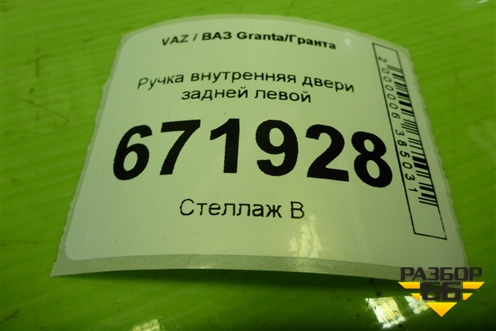 VAZ / ВАЗ Granta/Гранта
Ручка внутренняя двери
задней левой
671928
Стеллаж В
2000006385031
РАЗБОР
66